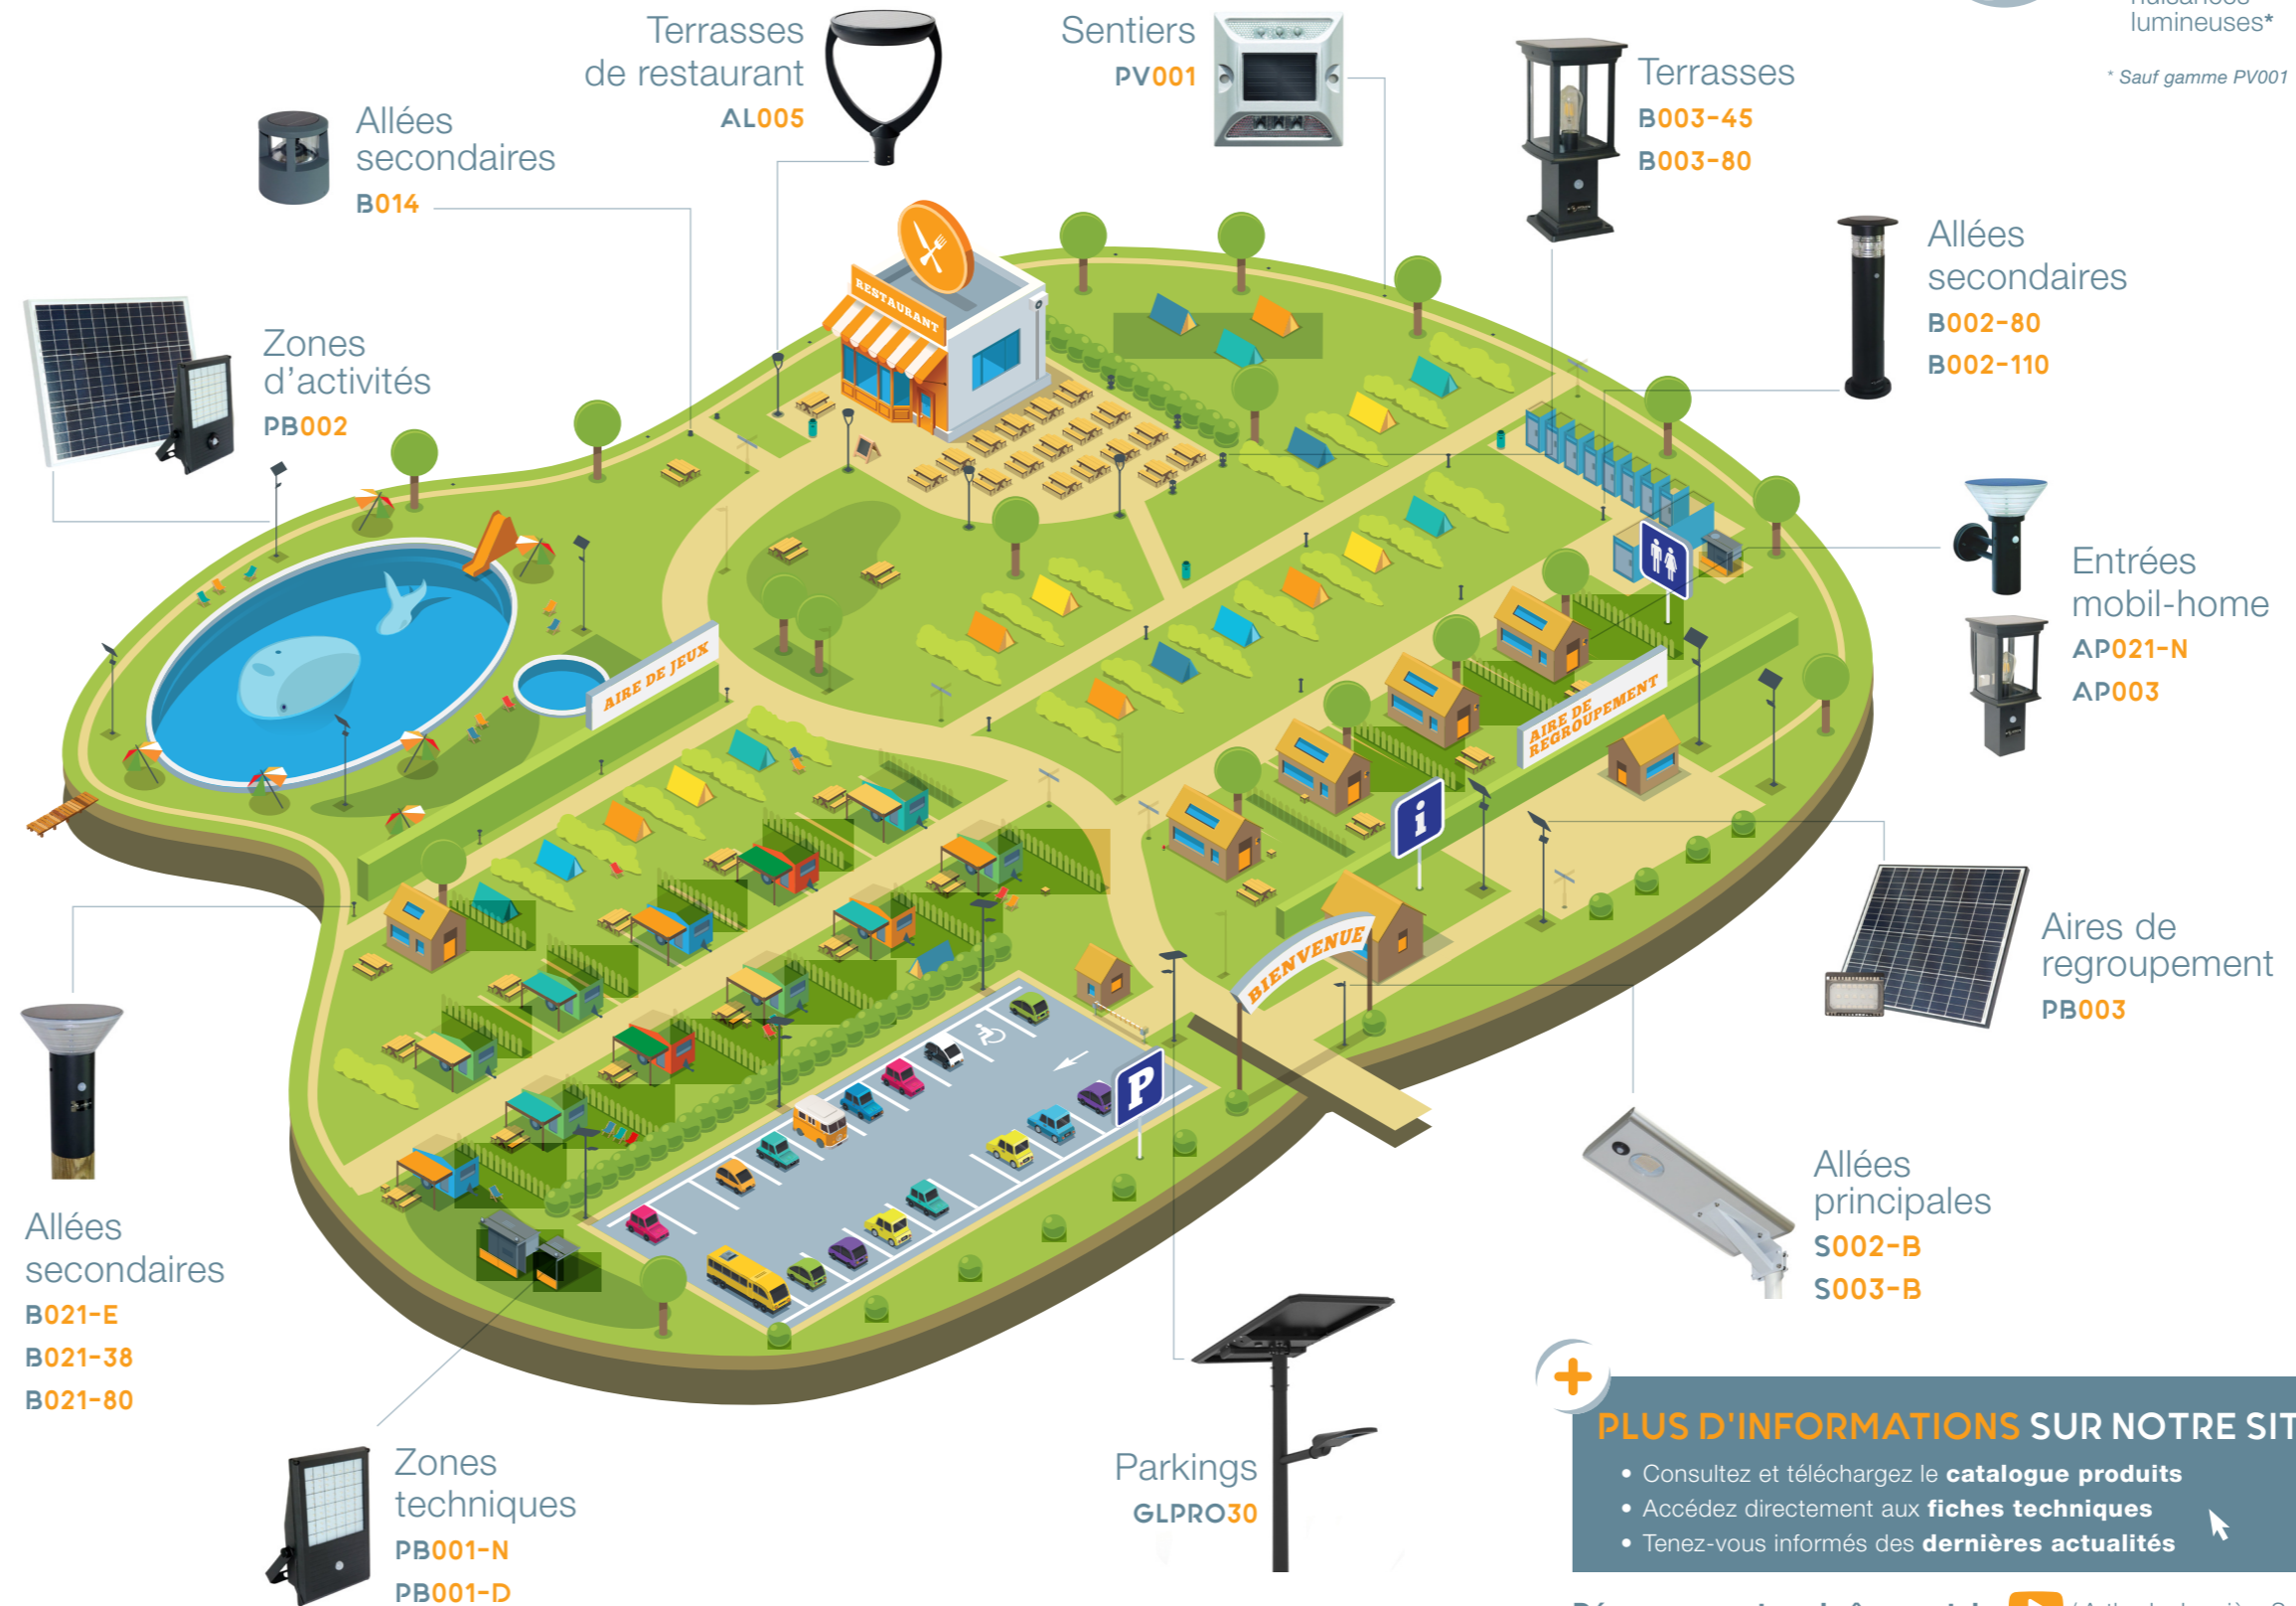 lumineuses*
* Sauf gamme PV001
Terrasses
de restaurant
AL005
Sentiers
PV001
Terrasses
B003-45
B003-80
Allées
secondaires
B014
Allées
secondaires
B002-80
B002-110
Zones
d'activités
PB002
RESTAURANT
Entrées
mobil-home
AP021-N
AP003
AIRE DE JEUX
AIRE DE
REGROUPEMENT
i
Aires de
regroupement
PB003
BIENVENUE
P
Allées
secondaires
B021-E
B021-38
B021-80
Allées
principales
S002-B
S003-B
Zones
techniques
PB001-N
PB001-D
Parkings
GLPRO30
PLUS D'INFORMATIONS SUR NOTRE SIT
• Consultez et téléchargez le catalogue produits
• Accédez directement aux fiches techniques
• Tenez-vous informés des dernières actualités